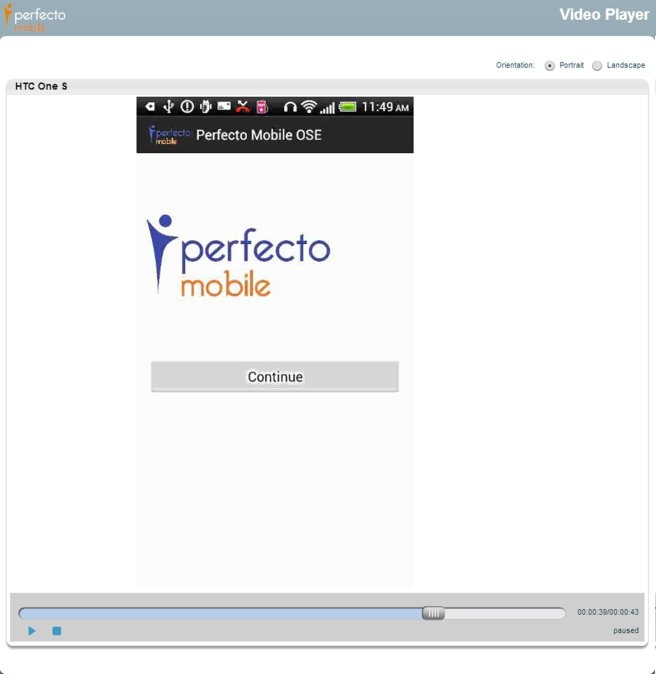 perfecto
mobile
Video Player
Orientation: Portrait Landscape
HTC One S
11:49 AM
perfecto
mobile
Perfecto Mobile OSE
perfecto
mobile
Continue
00:00:39/00:00:43
paused